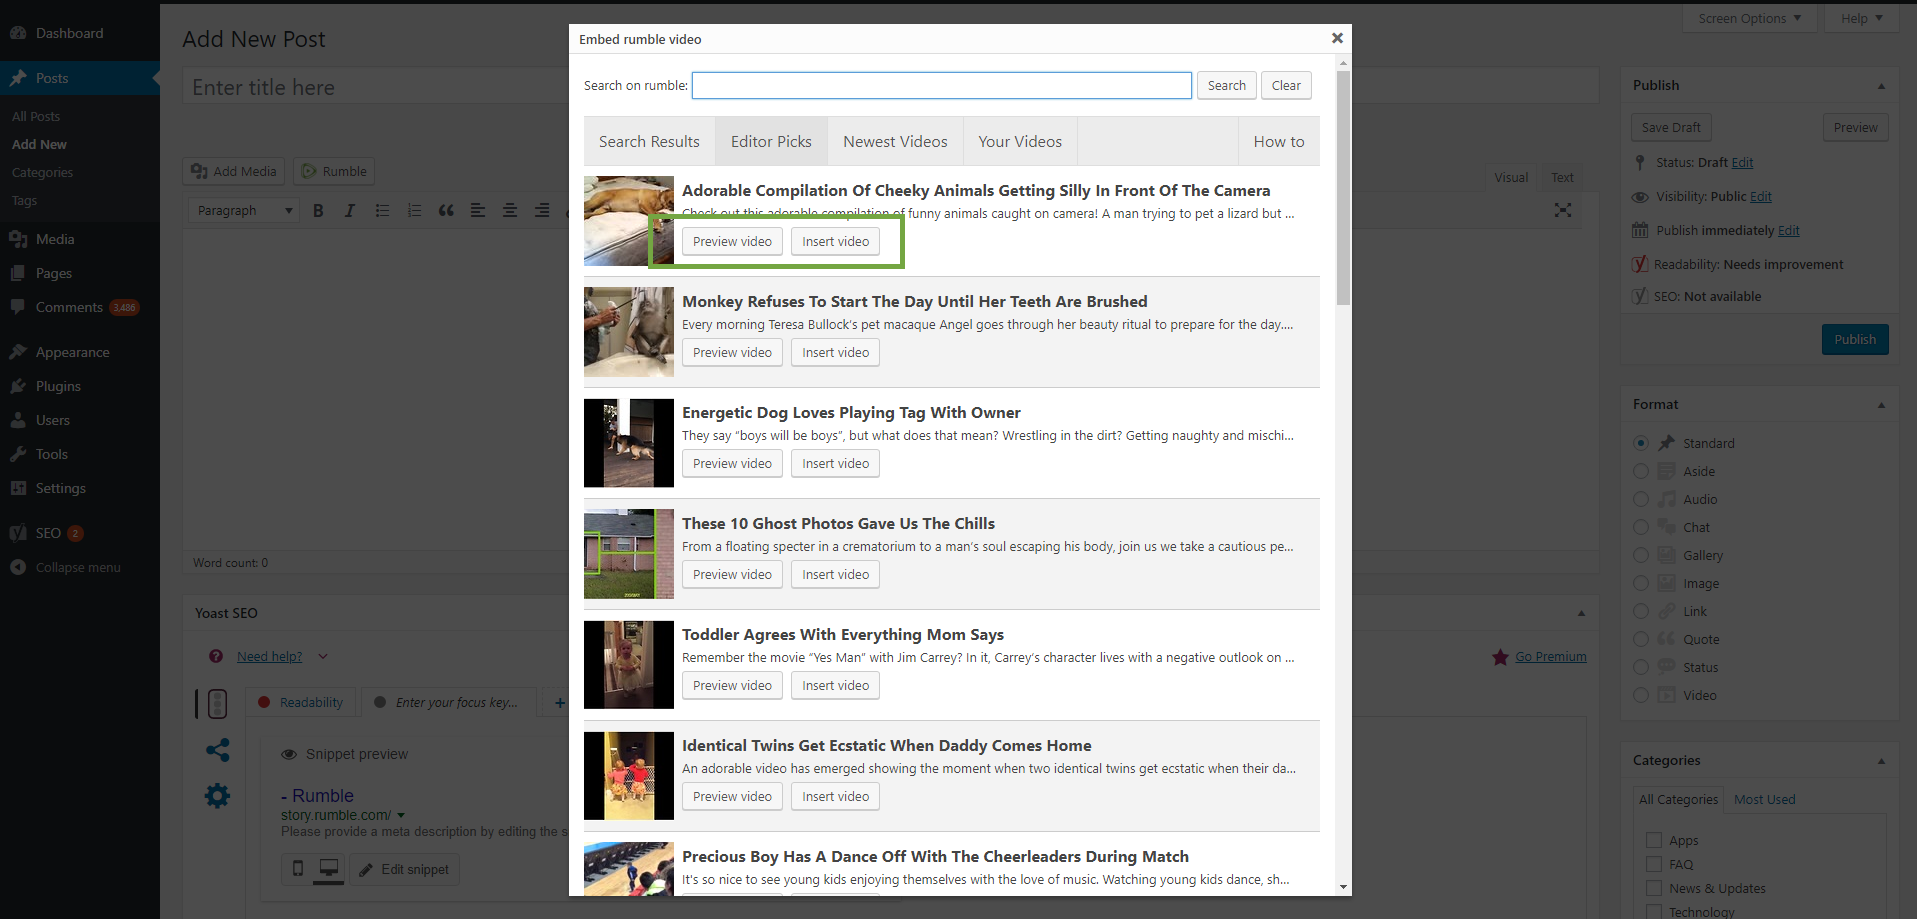 Dashboard
Posts
All Posts
Add New
Categories
Tags
Media
Pages
Comments 3,486
Appearance
Plugins
Users
Tools
Settings
SEO 2
Collapse menu
Screen Options
Help
Add New Post
Enter title here
Add Media
Rumble
Visual
Text
Paragraph
B I
Word count: 0
Yoast SEO
Need help?
Go Premium
Readability
Enter your focus key...
Snippet preview
- Rumble
story.rumble.com/
Please provide a meta description by editing the s
Edit snippet
Embed rumble video
Search on rumble:
Search
Clear
Search Results
Editor Picks
Newest Videos
Your Videos
How to
Adorable Compilation Of Cheeky Animals Getting Silly In Front Of The Camera
Check out this adorable compilation of funny animals caught on camera! A man trying to pet a lizard but ...
Preview video
Insert video
Monkey Refuses To Start The Day Until Her Teeth Are Brushed
Every morning Teresa Bullock's pet macaque Angel goes through her beauty ritual to prepare for the day....
Preview video
Insert video
Energetic Dog Loves Playing Tag With Owner
They say “boys will be boys”, but what does that mean? Wrestling in the dirt? Getting naughty and mischi...
Preview video
Insert video
These 10 Ghost Photos Gave Us The Chills
From a floating specter in a crematorium to a man’s soul escaping his body, join us we take a cautious pe...
Preview video
Insert video
Toddler Agrees With Everything Mom Says
Remember the movie “Yes Man” with Jim Carrey? In it, Carrey’s character lives with a negative outlook on ...
Preview video
Insert video
Identical Twins Get Ecstatic When Daddy Comes Home
An adorable video has emerged showing the moment when two identical twins get ecstatic when their da...
Preview video
Insert video
Precious Boy Has A Dance Off With The Cheerleaders During Match
It's so nice to see young kids enjoying themselves with the love of music. Watching young kids dance, sh...
Publish
Save Draft
Preview
Status: Draft Edit
Visibility: Public Edit
Publish immediately Edit
Readability: Needs improvement
SEO: Not available
Publish
Format
Standard
Aside
Audio
Chat
Gallery
Image
Link
Quote
Status
Video
Categories
All Categories
Most Used
Apps
FAQ
News & Updates
Technology